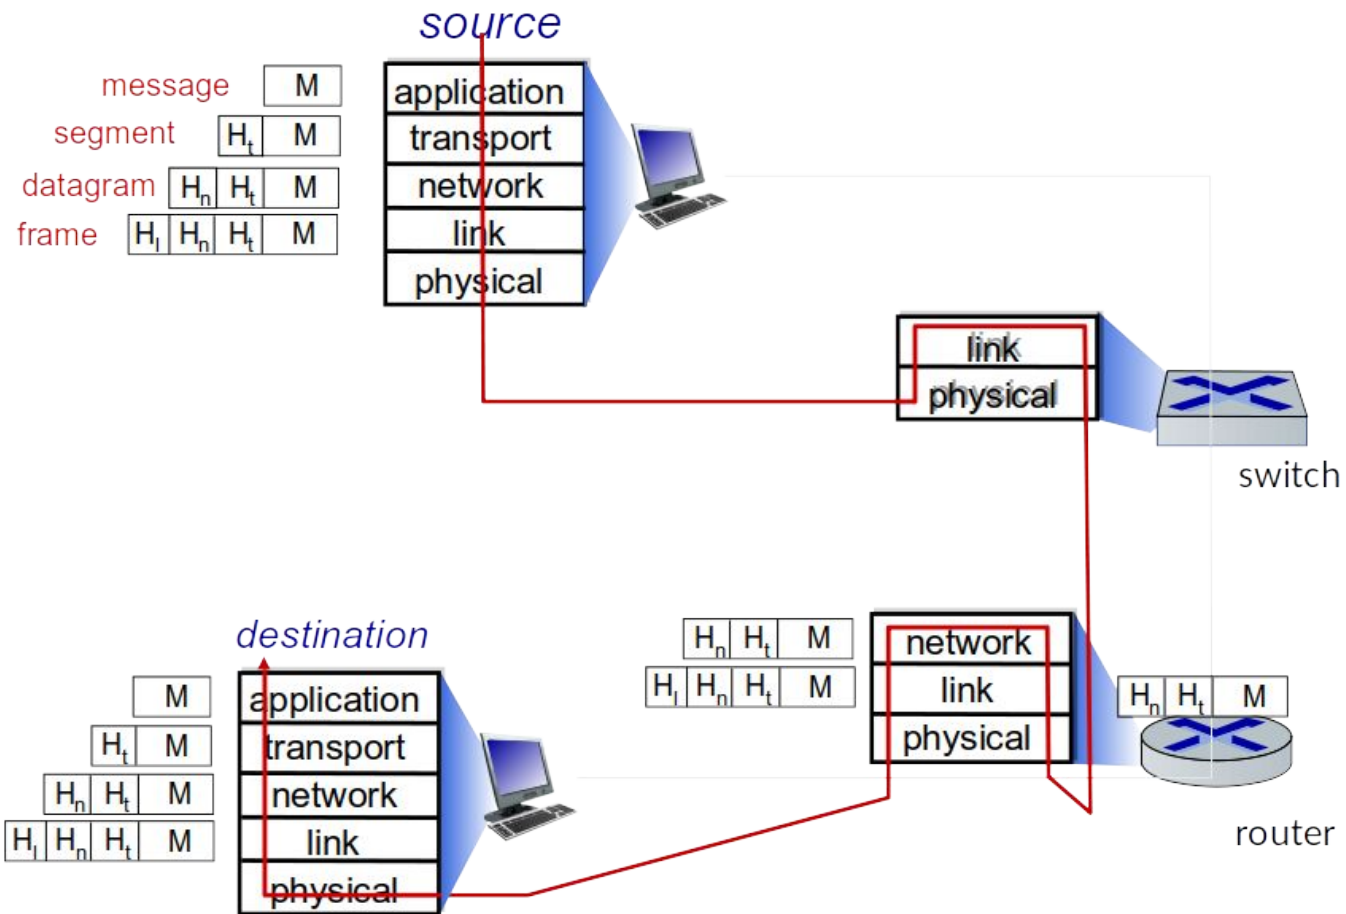 source
message M application
segment Ht M transport
datagram Hn Ht M network
frame Hl Hn Ht M link
physical
link
physical
switch
destination
M application
Ht M transport
Hn Ht M network
Hl Hn Ht M link
physical
Hn Ht M network
Hl Hn Ht M link
physical
Hn Ht M
router